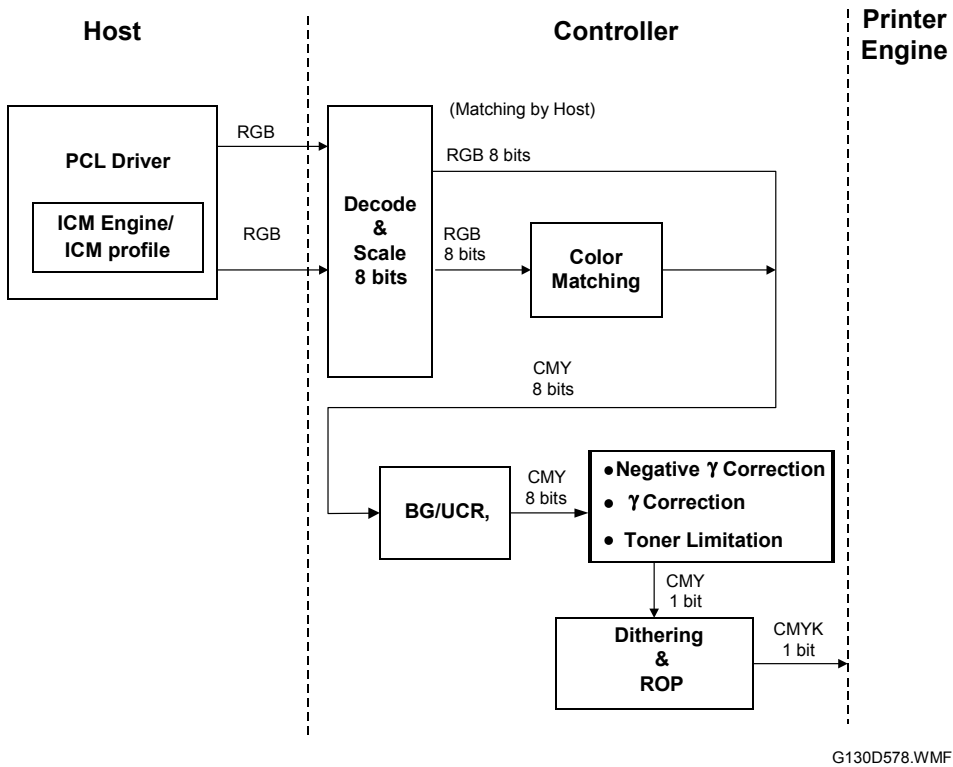 Host
Controller
Printer
Engine
(Matching by Host)
RGB
RGB 8 bits
PCL Driver
ICM Engine/
ICM profile
RGB
Decode
&
Scale
8 bits
RGB
8 bits
Color
Matching
CMY
8 bits
BG/UCR,
CMY
8 bits
●Negative γ Correction
● γ Correction
● Toner Limitation
CMY
1 bit
Dithering
&
ROP
CMYK
1 bit
G130D578.WMF